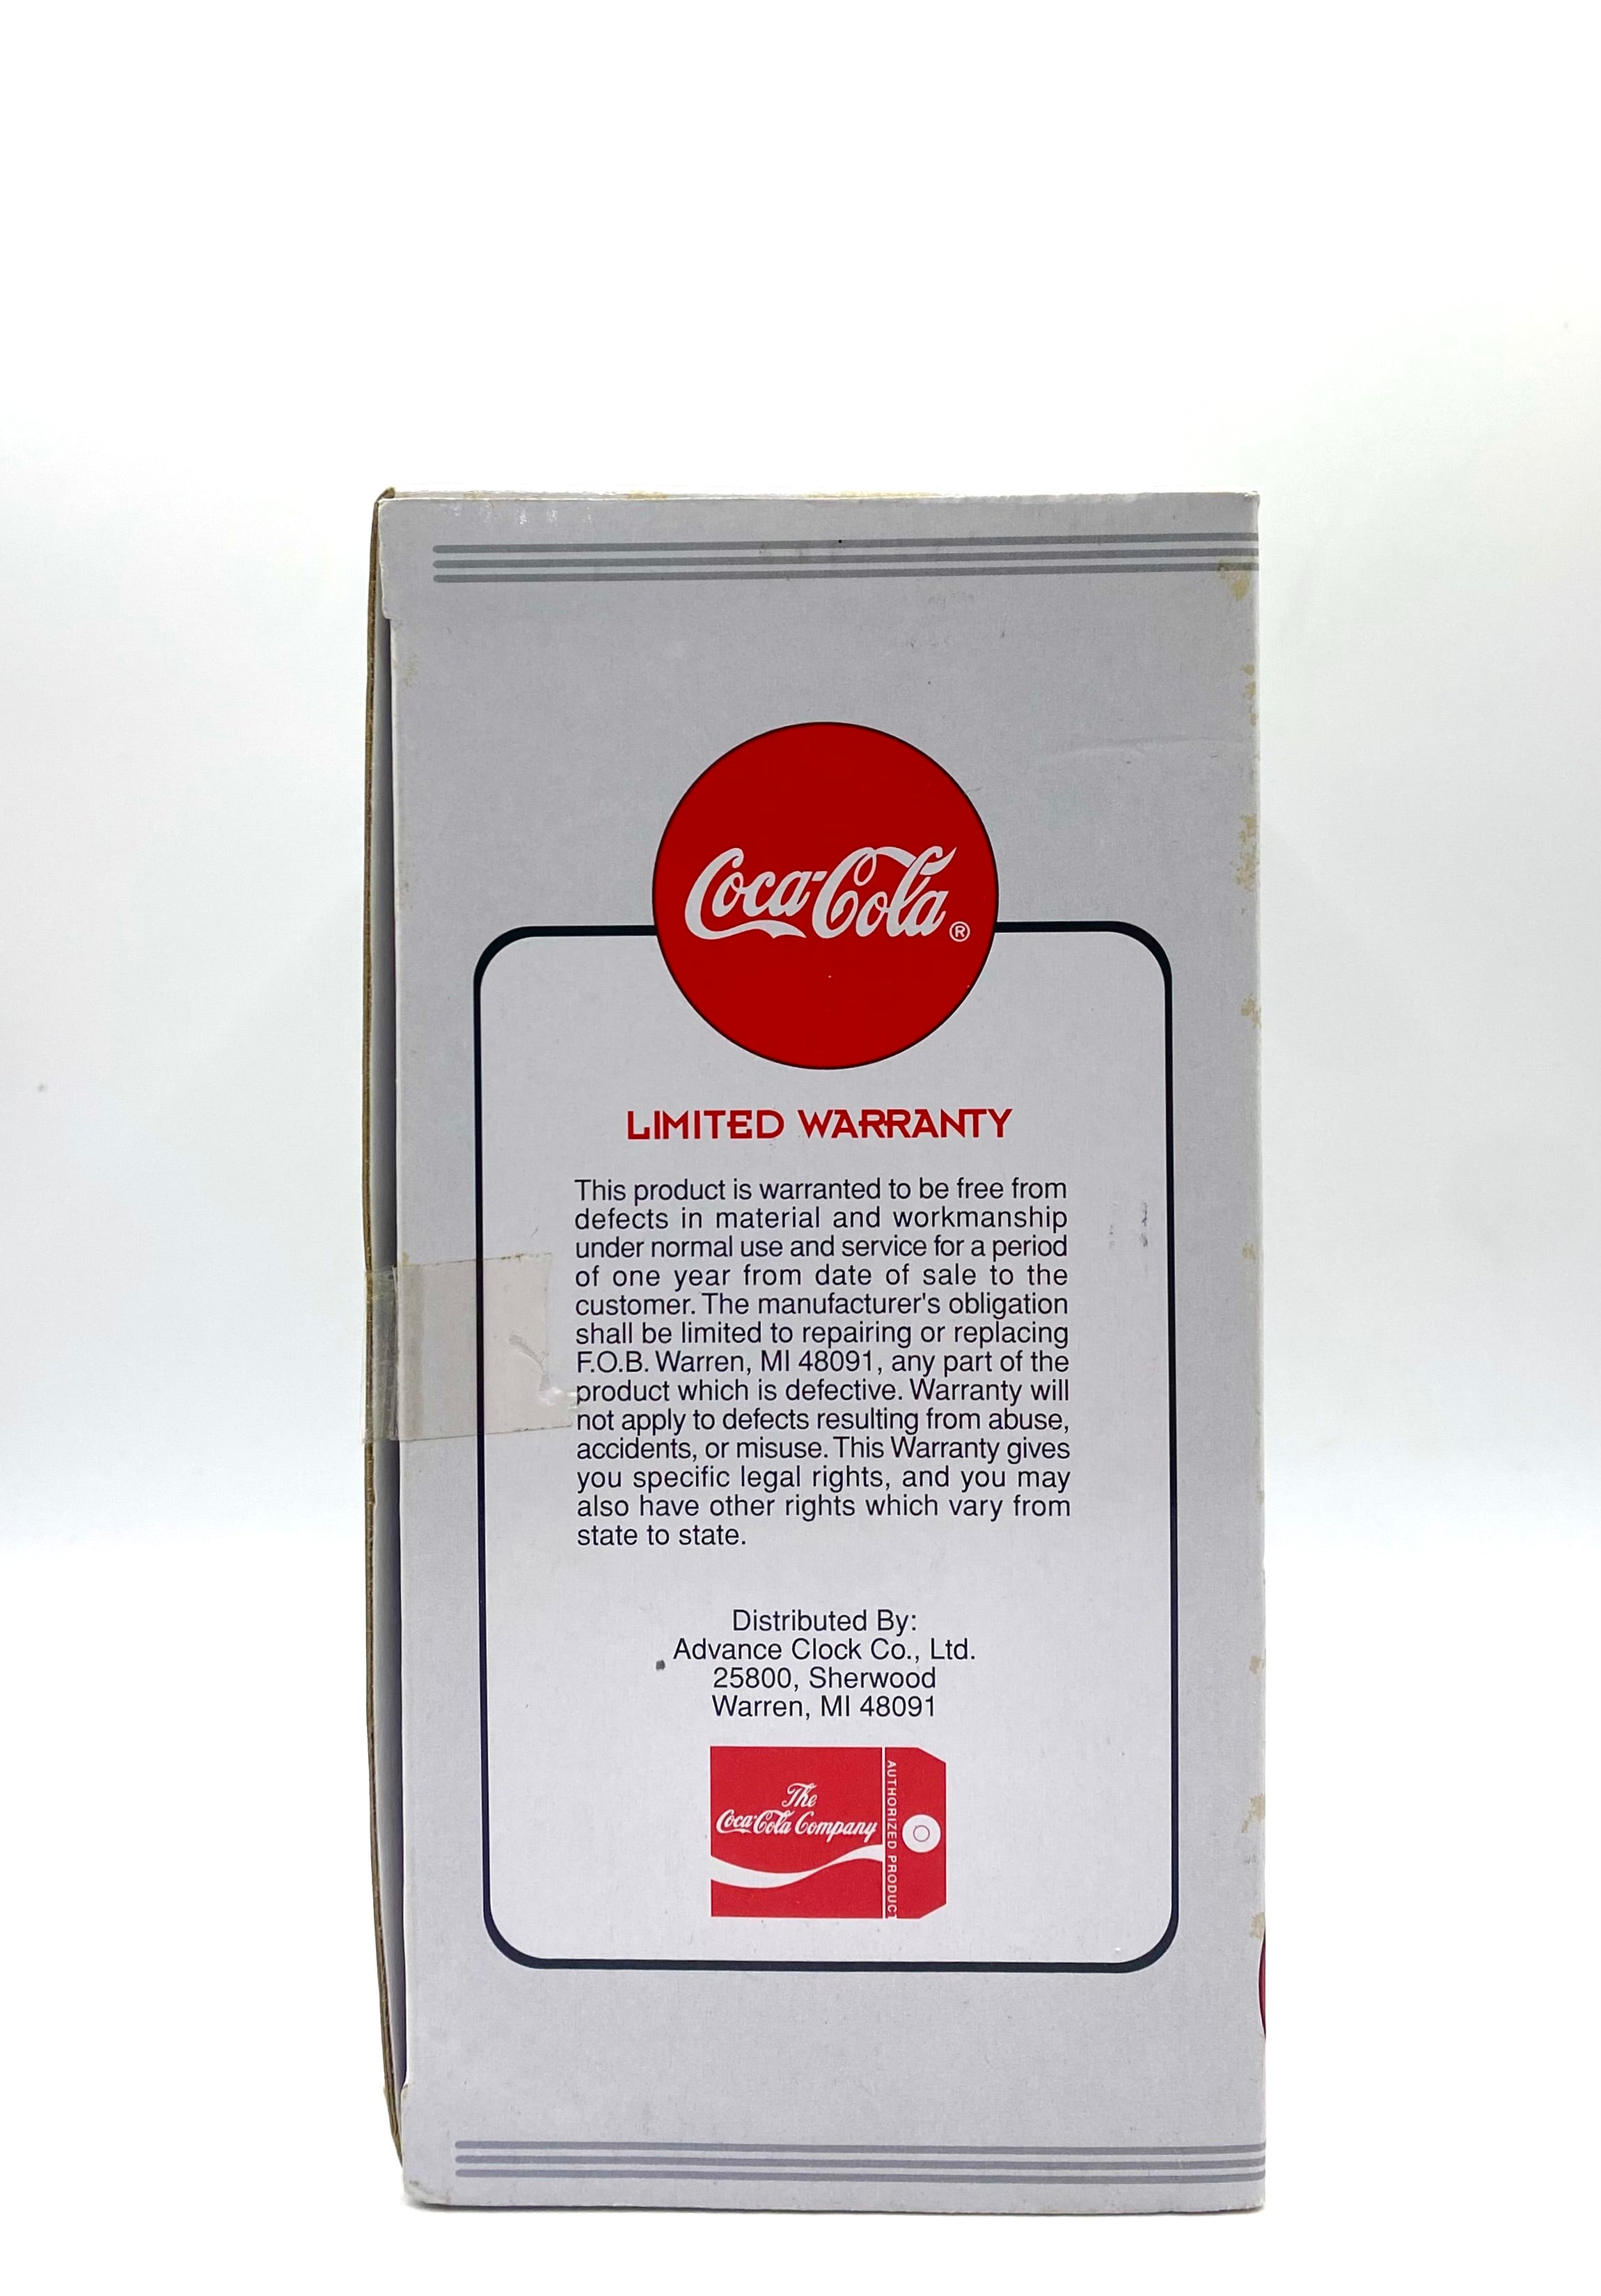 Coca-Cola ®
LIMITED WARRANTY
This product is warranted to be free from
defects in material and workmanship
under normal use and service for a period
of one year from date of sale to the
customer. The manufacturer's obligation
shall be limited to repairing or replacing
F.O.B. Warren, MI 48091, any part of the
product which is defective. Warranty will
not apply to defects resulting from abuse,
accidents, or misuse. This Warranty gives
you specific legal rights, and you may
also have other rights which vary from
state to state.
Distributed By:
Advance Clock Co., Ltd.
25800, Sherwood
Warren, MI 48091
The
Coca-Cola Company
AUTHORIZED PRODUCT